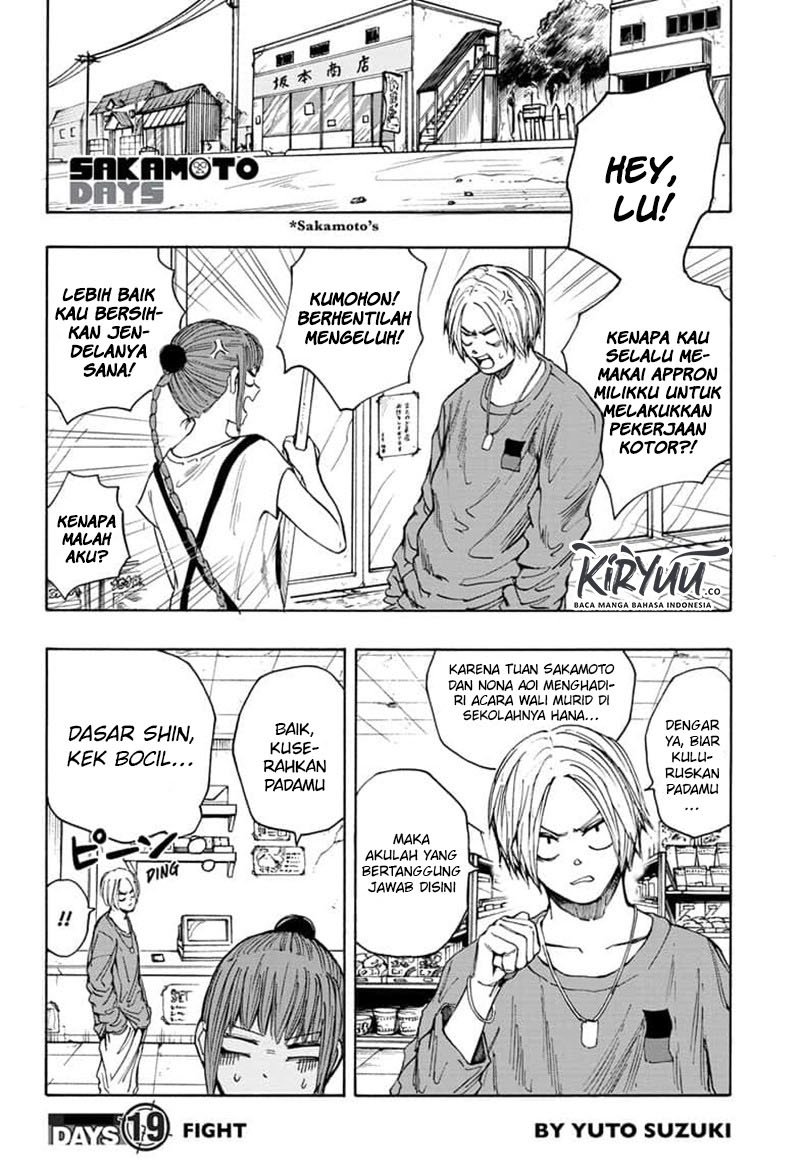 坂本商店
SAKAMOTO
DAYS
*Sakamoto's
HEY,
LU!
KENAPA KAU
SELALU ME-
MAKAI APPRON
MILIKKU UNTUK
MELAKUKKAN
PEKERJAAN
KOTOR?!
KUMOHON!
BERHENTILAH
MENGELUH!
LEBIH BAIK
KAU BERSIH-
KAN JEN-
DELANYA
SANA!
KENAPA
MALAH
AKU?
KIRYUU.CO
BACA MANGA BAHASA INDONESIA
DENGAR
YA, BIAR
KULU-
RUSKAN
PADAMU
...
KARENA TUAN SAKAMOTO
DAN NONA AOI MENGHADI-
RI ACARA WALI MURID DI
SEKOLAHNYA HANA...
MAKA
AKULAH YANG
BERTANGGUNG
JAWAB DISINI
BAIK,
KUSE-
RAHKAN
PADAMU
DASAR SHIN,
KEK BOCIL...
ピーン
DING
!!
DAYS 19 FIGHT
BY YUTO SUZUKI